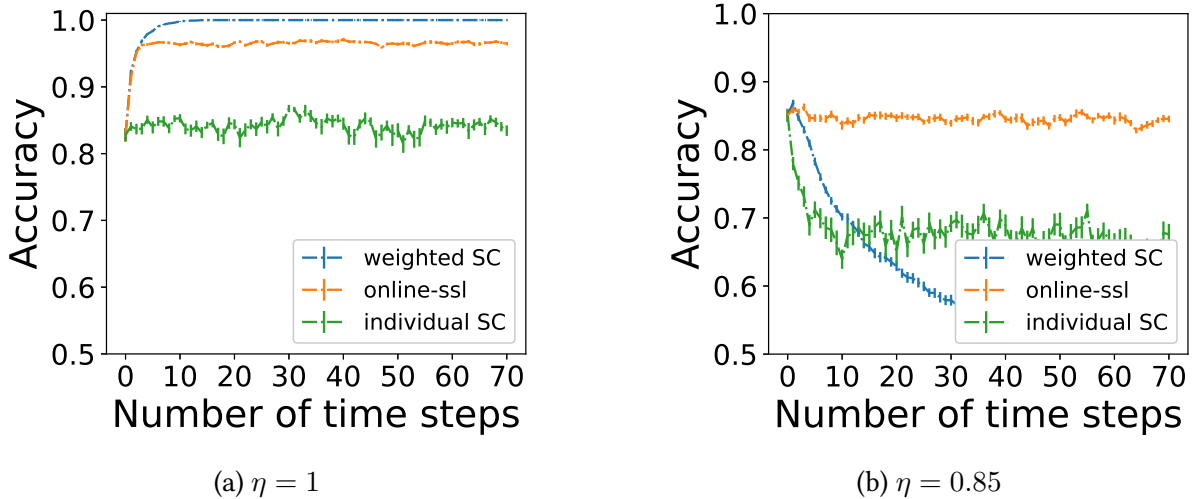 1.0
0.9
0.8
0.7
0.6
0.5
Accuracy
weighted SC
online-ssl
individual SC
0 10 20 30 40 50 60 70
Number of time steps
(a) η = 1
1.0
0.9
0.8
0.7
0.6
0.5
Accuracy
weighted SC
online-ssl
individual SC
0 10 20 30 40 50 60 70
Number of time steps
(b) η = 0.85